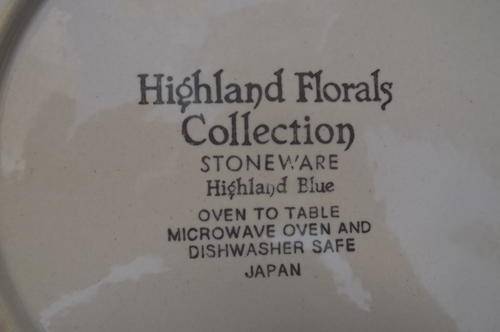 Highland Florals
Collection
STONEWARE
Highland Blue
OVEN TO TABLE
MICROWAVE OVEN AND
DISHWASHER SAFE
JAPAN